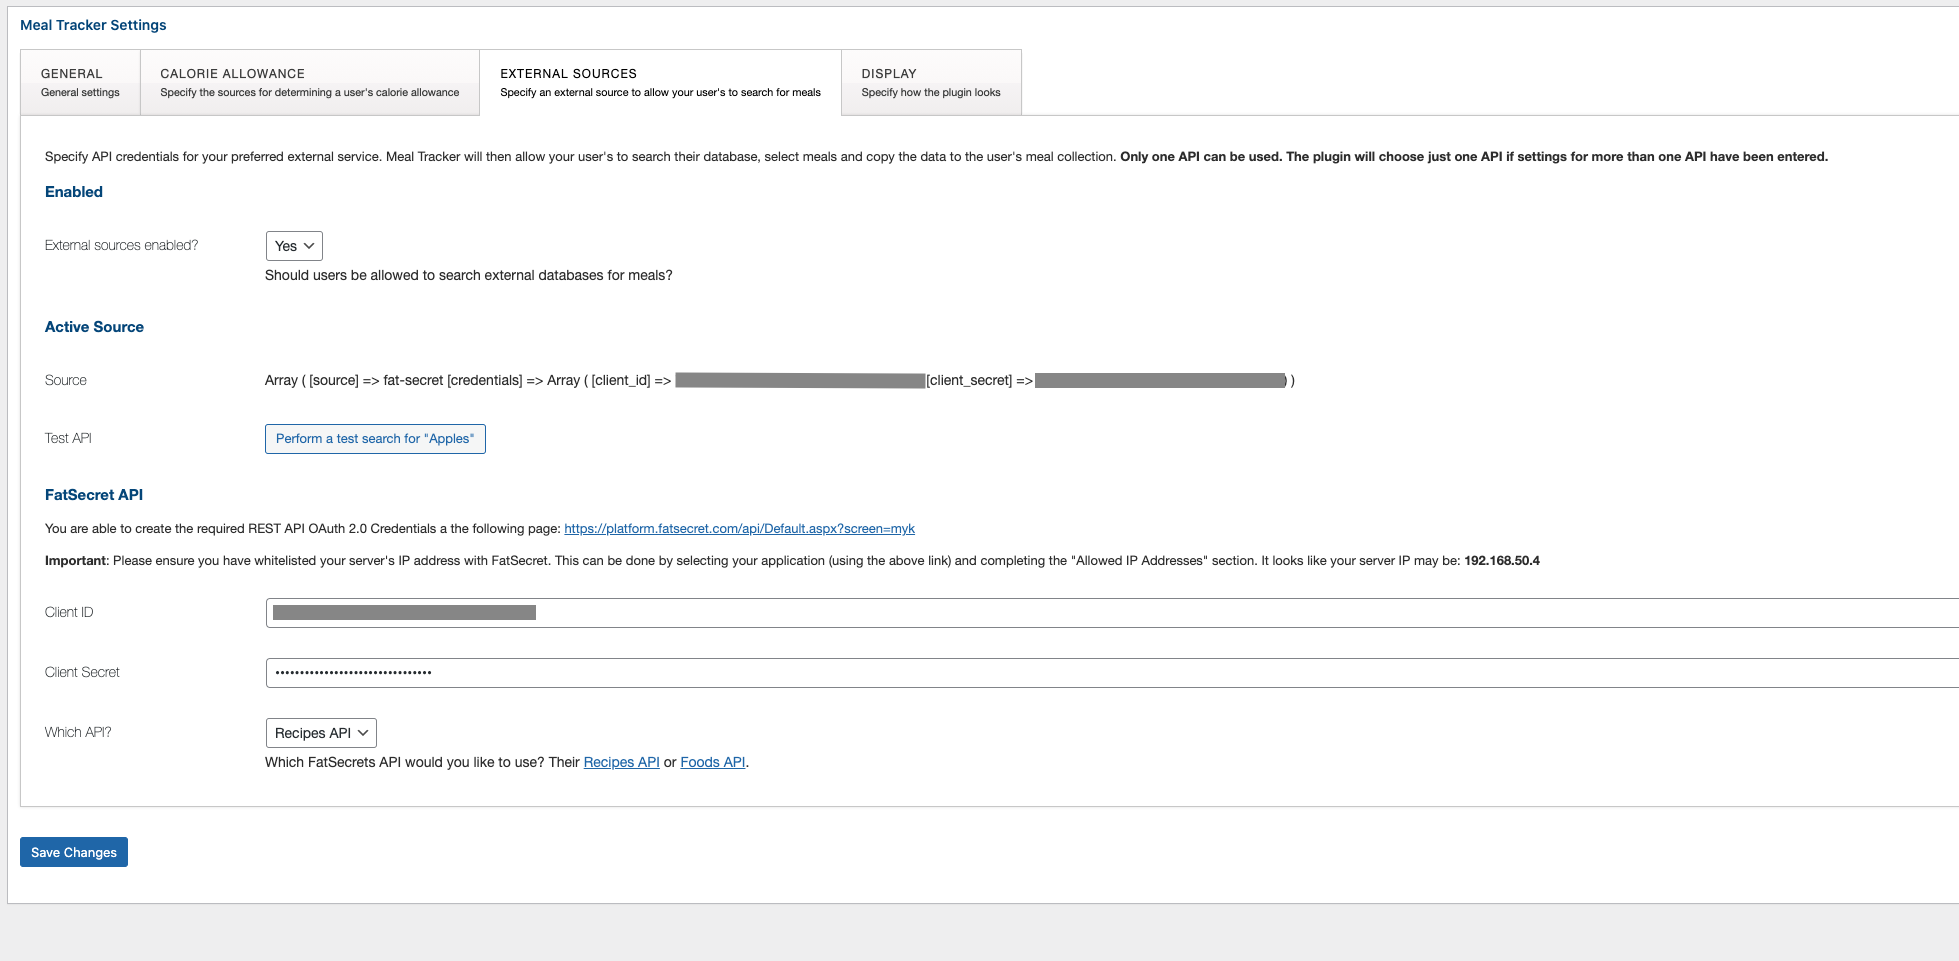 Meal Tracker Settings
GENERAL
General settings
CALORIE ALLOWANCE
Specify the sources for determining a user's calorie allowance
EXTERNAL SOURCES
Specify an external source to allow your user's to search for meals
DISPLAY
Specify how the plugin looks
Specify API credentials for your preferred external service. Meal Tracker will then allow your user's to search their database, select meals and copy the data to the user's meal collection. Only one API can be used. The plugin will choose just one API if settings for more than one API have been entered.
Enabled
External sources enabled?
Yes
Should users be allowed to search external databases for meals?
Active Source
Source
Array ( [source] => fat-secret [credentials] => Array ( [client_id] => [client_secret] => ) )
Test API
Perform a test search for "Apples"
FatSecret API
You are able to create the required REST API OAuth 2.0 Credentials a the following page: https://platform.fatsecret.com/api/Default.aspx?screen=myk
Important: Please ensure you have whitelisted your server's IP address with FatSecret. This can be done by selecting your application (using the above link) and completing the "Allowed IP Addresses" section. It looks like your server IP may be: 192.168.50.4
Client ID
Client Secret
••••••••••••••••••••••••••••••••
Which API?
Recipes API
Which FatSecrets API would you like to use? Their Recipes API or Foods API.
Save Changes